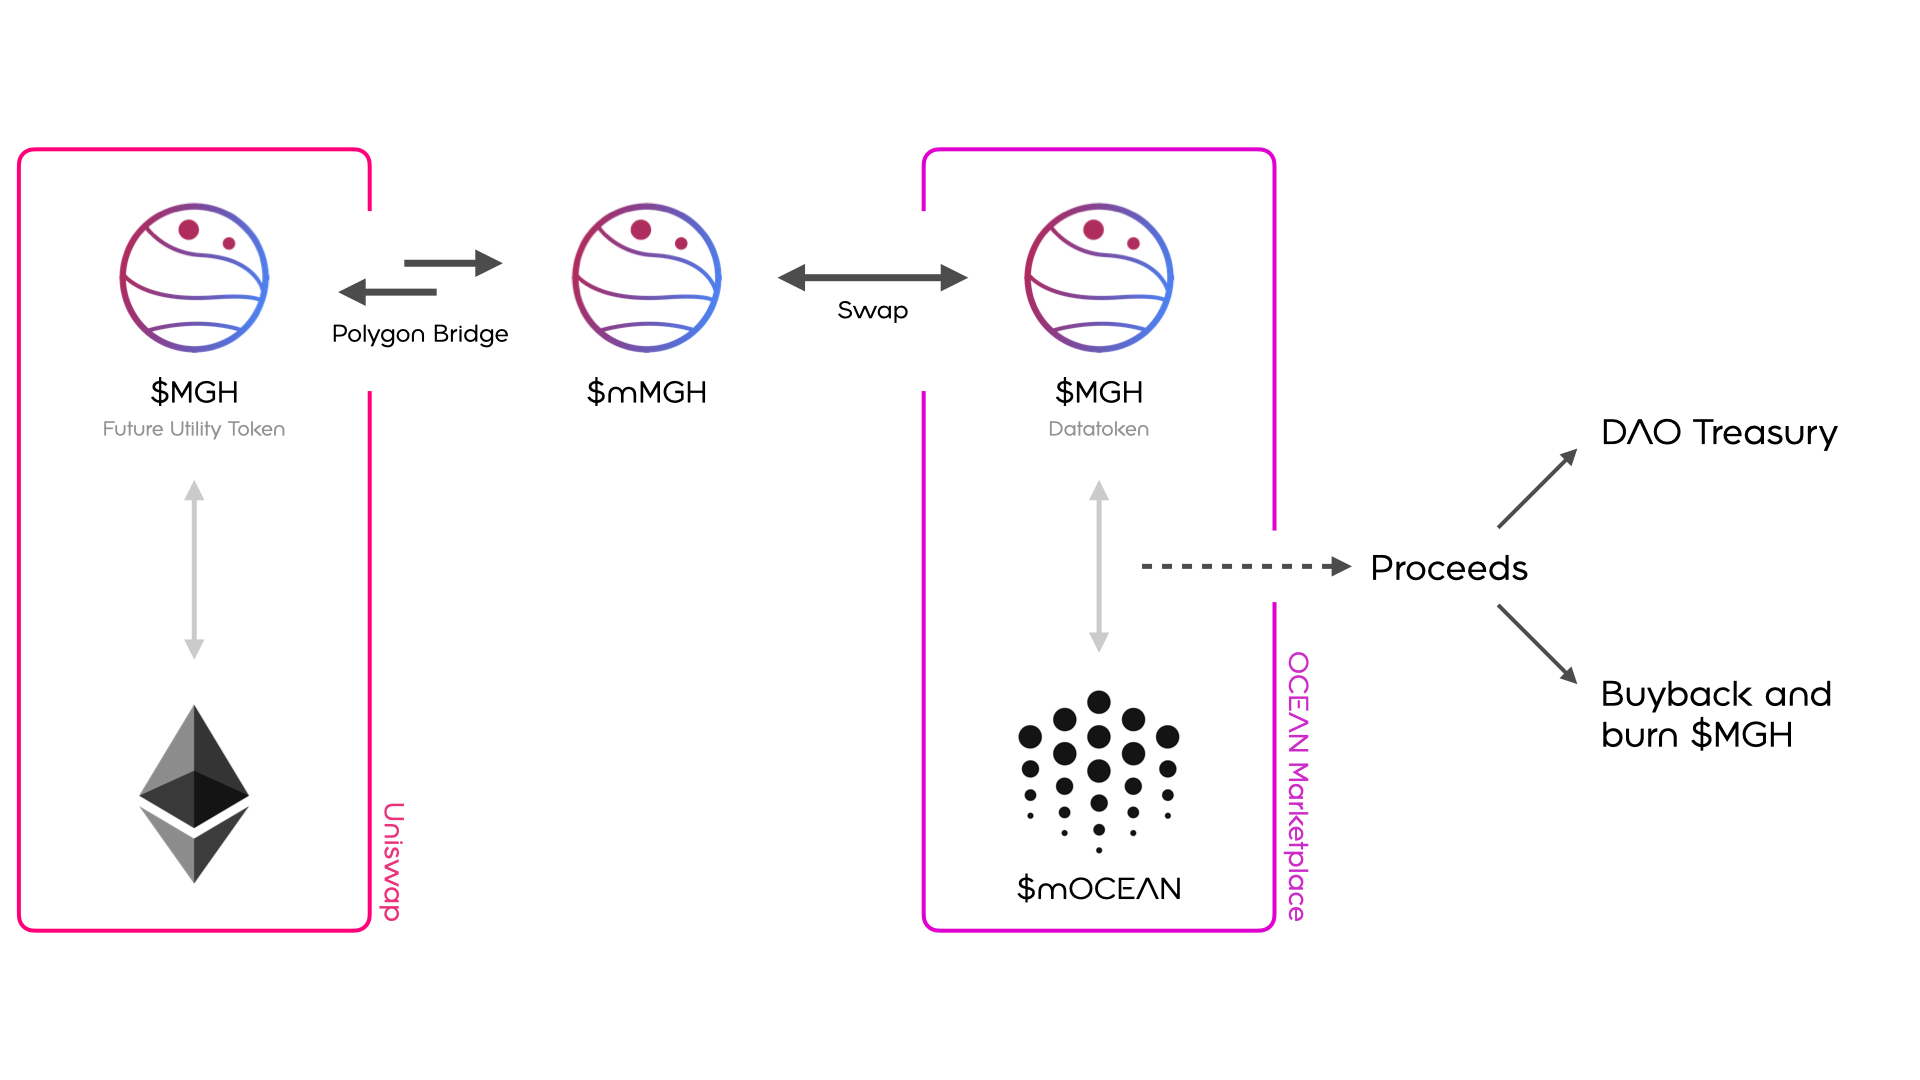 $MGH
Future Utility Token
Uniswap
Polygon Bridge
$mMGH
Swap
$MGH
Datatoken
$mOCEAN
OCEAN Marketplace
Proceeds
DAO Treasury
Buyback and
burn $MGH